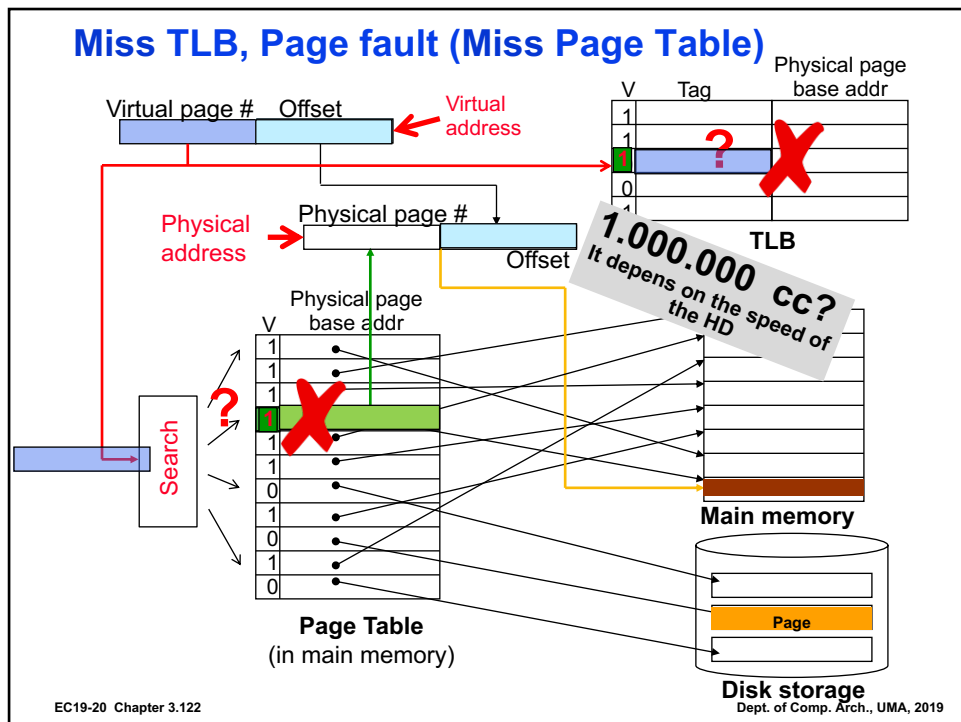 Miss TLB, Page fault (Miss Page Table)
Virtual page # Offset
Virtual
address
V Tag Physical page
base addr
1
1
1
?
0
1
TLB
Physical
address
Physical page #
Offset
1.000.000 cc?
It depens on the speed of
the HD
Physical page
base addr
V
1
1
1
1
1
1
0
1
0
1
0
?
Search
Page Table
(in main memory)
Main memory
Page
Disk storage
EC19-20 Chapter 3.122
Dept. of Comp. Arch., UMA, 2019